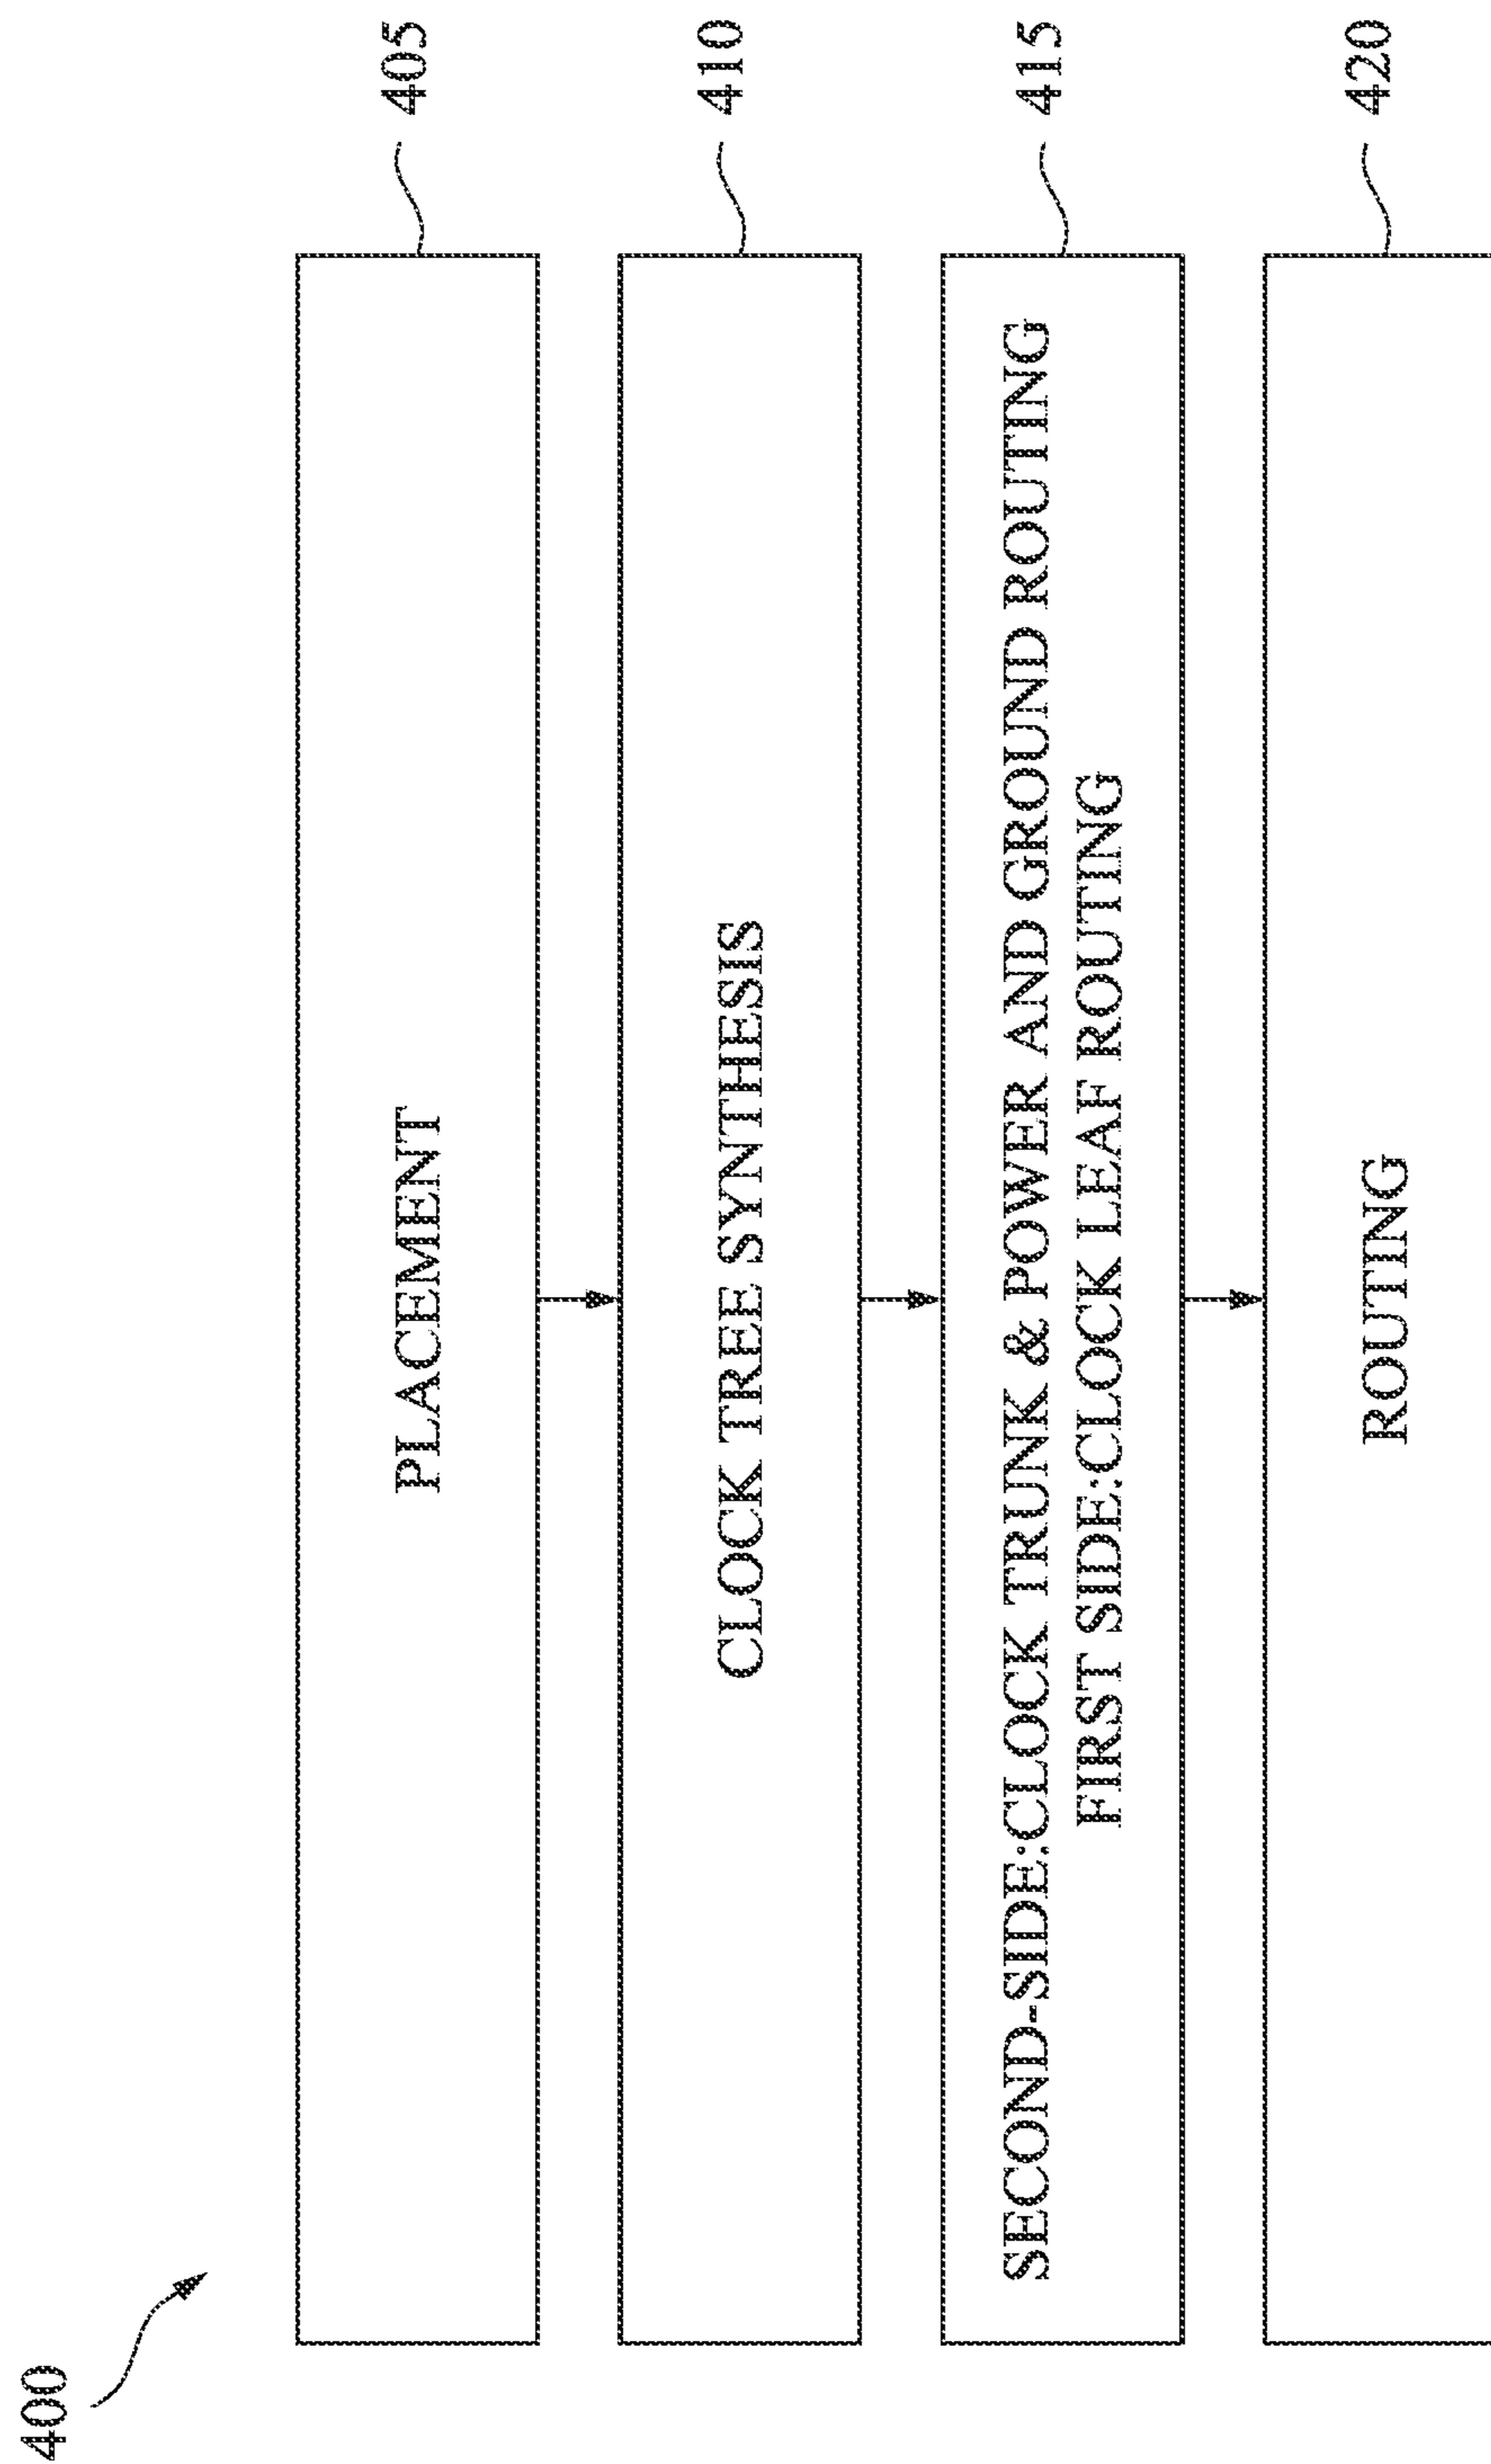 400
PLACEMENT
405
CLOCK TREE SYNTHESIS
410
SECOND-SIDE:CLOCK TRUNK & POWER AND GROUND ROUTING
FIRST SIDE:CLOCK LEAF ROUTING
415
ROUTING
420